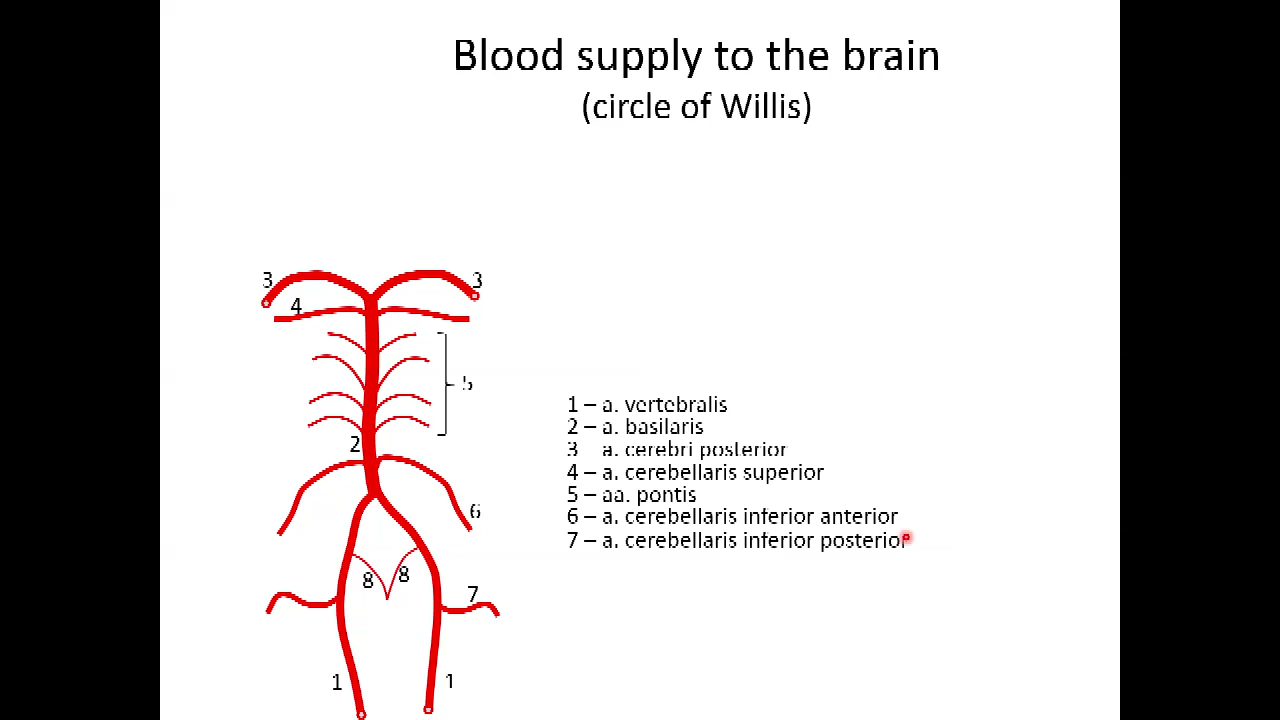 Blood supply to the brain
(circle of Willis)
3 3
4
5
2
6
8 8
7
1 1
1 – a. vertebralis
2 – a. basilaris
3 a. cerebri posterior
4 – a. cerebellaris superior
5 – aa. pontis
6 – a. cerebellaris inferior anterior
7 – a. cerebellaris inferior posterior